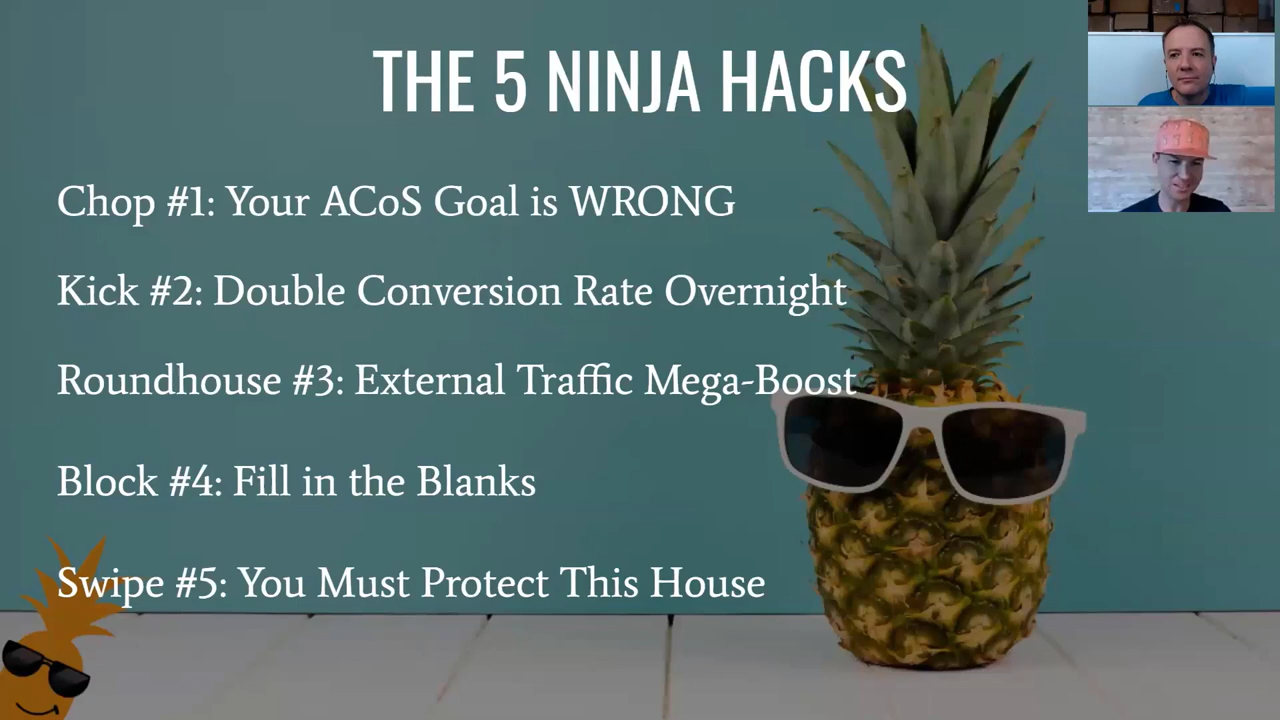 THE 5 NINJA HACKS
Chop #1: Your ACoS Goal is WRONG
Kick #2: Double Conversion Rate Overnight
Roundhouse #3: External Traffic Mega-Boost
Block #4: Fill in the Blanks
Swipe #5: You Must Protect This House